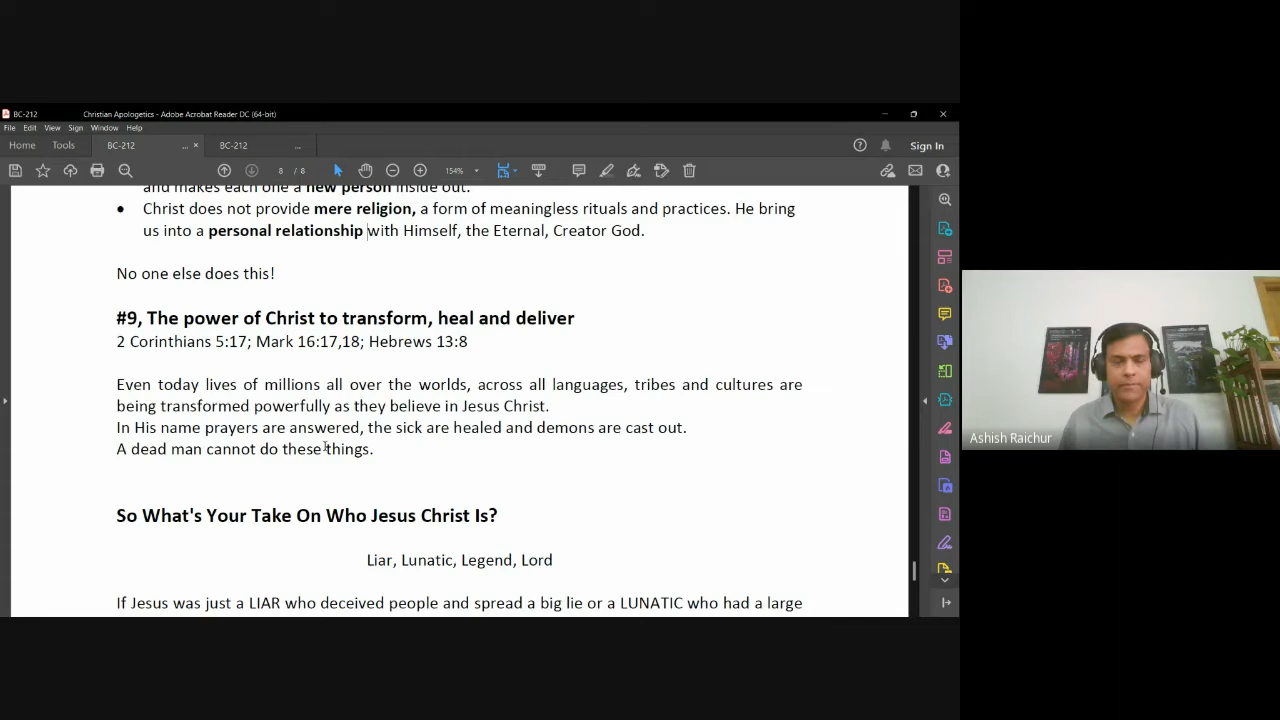 BC-212 Christian Apologetics - Adobe Acrobat Reader DC (64-bit)
File Edit View Sign Window Help
Home Tools BC-212 ... × BC-212 ... Sign In
8 / 8 154%
and makes each one a new person inside out.
• Christ does not provide mere religion, a form of meaningless rituals and practices. He bring
us into a personal relationship with Himself, the Eternal, Creator God.
No one else does this!
#9, The power of Christ to transform, heal and deliver
2 Corinthians 5:17; Mark 16:17,18; Hebrews 13:8
Even today lives of millions all over the worlds, across all languages, tribes and cultures are
being transformed powerfully as they believe in Jesus Christ.
In His name prayers are answered, the sick are healed and demons are cast out.
A dead man cannot do these things.
So What's Your Take On Who Jesus Christ Is?
Liar, Lunatic, Legend, Lord
If Jesus was just a LIAR who deceived people and spread a big lie or a LUNATIC who had a large
Ashish Raichur